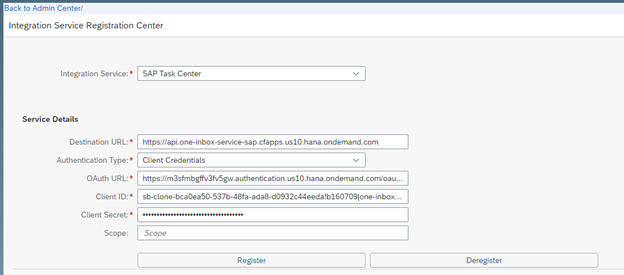 Back to Admin Center/
Integration Service Registration Center
Integration Service:* SAP Task Center
Service Details
Destination URL:* https://api.one-inbox-service-sap.cfapps.us10.hana.ondemand.com
Authentication Type:* Client Credentials
OAuth URL:* https://m3sfmbgffv3fv5gw.authentication.us10.hana.ondemand.com/oau...
Client ID:* sb-clone-bca0ea50-537b-48fa-ada8-d0932c44eeda!b160709|one-inbox...
Client Secret:* ••••••••••••••••••••••••••••••••••••
Scope: Scope
Register Deregister